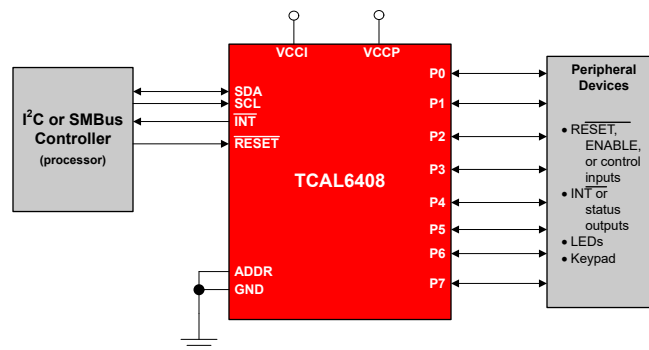 VCCI
VCCP
I²C or SMBus
Controller
(processor)
SDA
SCL
INT
RESET
TCAL6408
ADDR
GND
P0
P1
P2
P3
P4
P5
P6
P7
Peripheral
Devices
• RESET,
ENABLE,
or control
inputs
• INT or
status
outputs
• LEDs
• Keypad